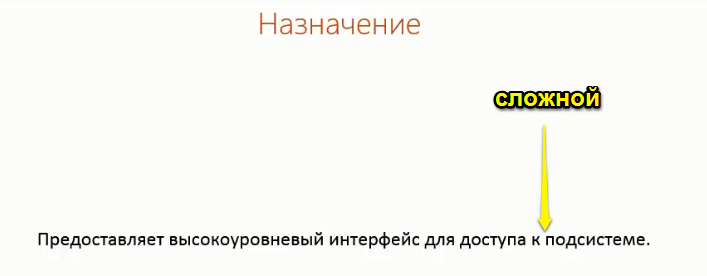 Назначение
сложной
Предоставляет высокоуровневый интерфейс для доступа к подсистеме.